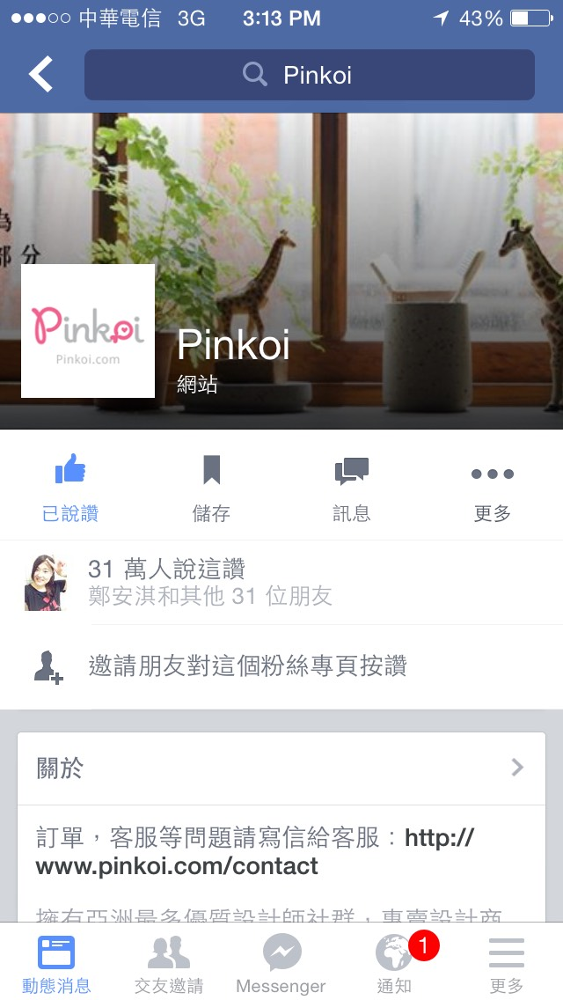 中華電信 3G 3:13 PM 43%
Pinkoi
為
部分
Pinkoi
Pinkoi.com
Pinkoi
網站
已說讚
儲存
訊息
更多
31 萬人說這讚
鄭安淇和其他 31 位朋友
邀請朋友對這個粉絲專頁按讚
關於
訂單，客服等問題請寫信給客服：http://
www.pinkoi.com/contact
擁有亞洲最多優質設計師社群，專賣設計商
1
動態消息
交友邀請
Messenger
通知
更多